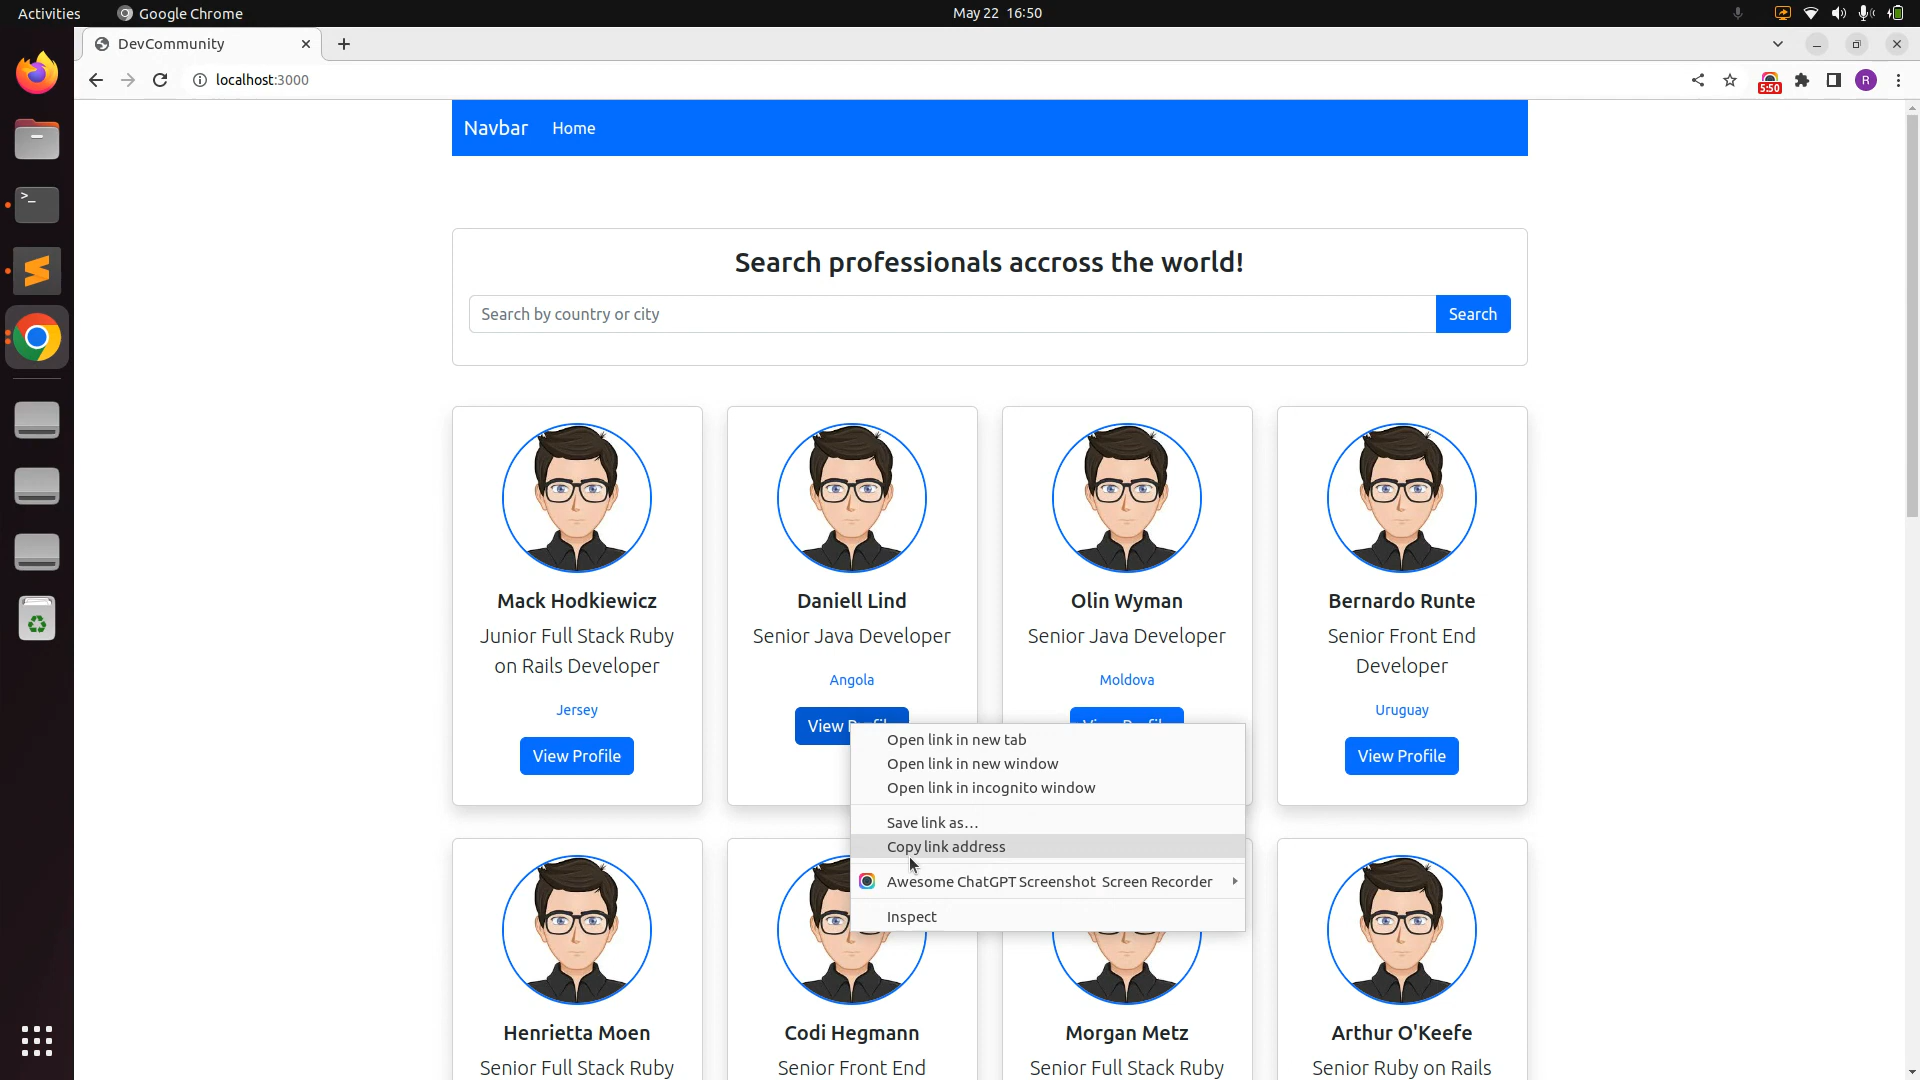 Activities
Google Chrome
May 22 16:50
DevCommunity
localhost:3000
5:50
R
Navbar
Home
Search professionals accross the world!
Search by country or city
Search
Mack Hodkiewicz
Junior Full Stack Ruby
on Rails Developer
Jersey
View Profile
Daniell Lind
Senior Java Developer
Angola
View
Olin Wyman
Senior Java Developer
Moldova
View Profile
Bernardo Runte
Senior Front End
Developer
Uruguay
View Profile
Open link in new tab
Open link in new window
Open link in incognito window
Save link as...
Copy link address
Awesome ChatGPT Screenshot Screen Recorder
Inspect
Henrietta Moen
Senior Full Stack Ruby
Codi Hegmann
Senior Front End
Morgan Metz
Senior Full Stack Ruby
Arthur O'Keefe
Senior Ruby on Rails